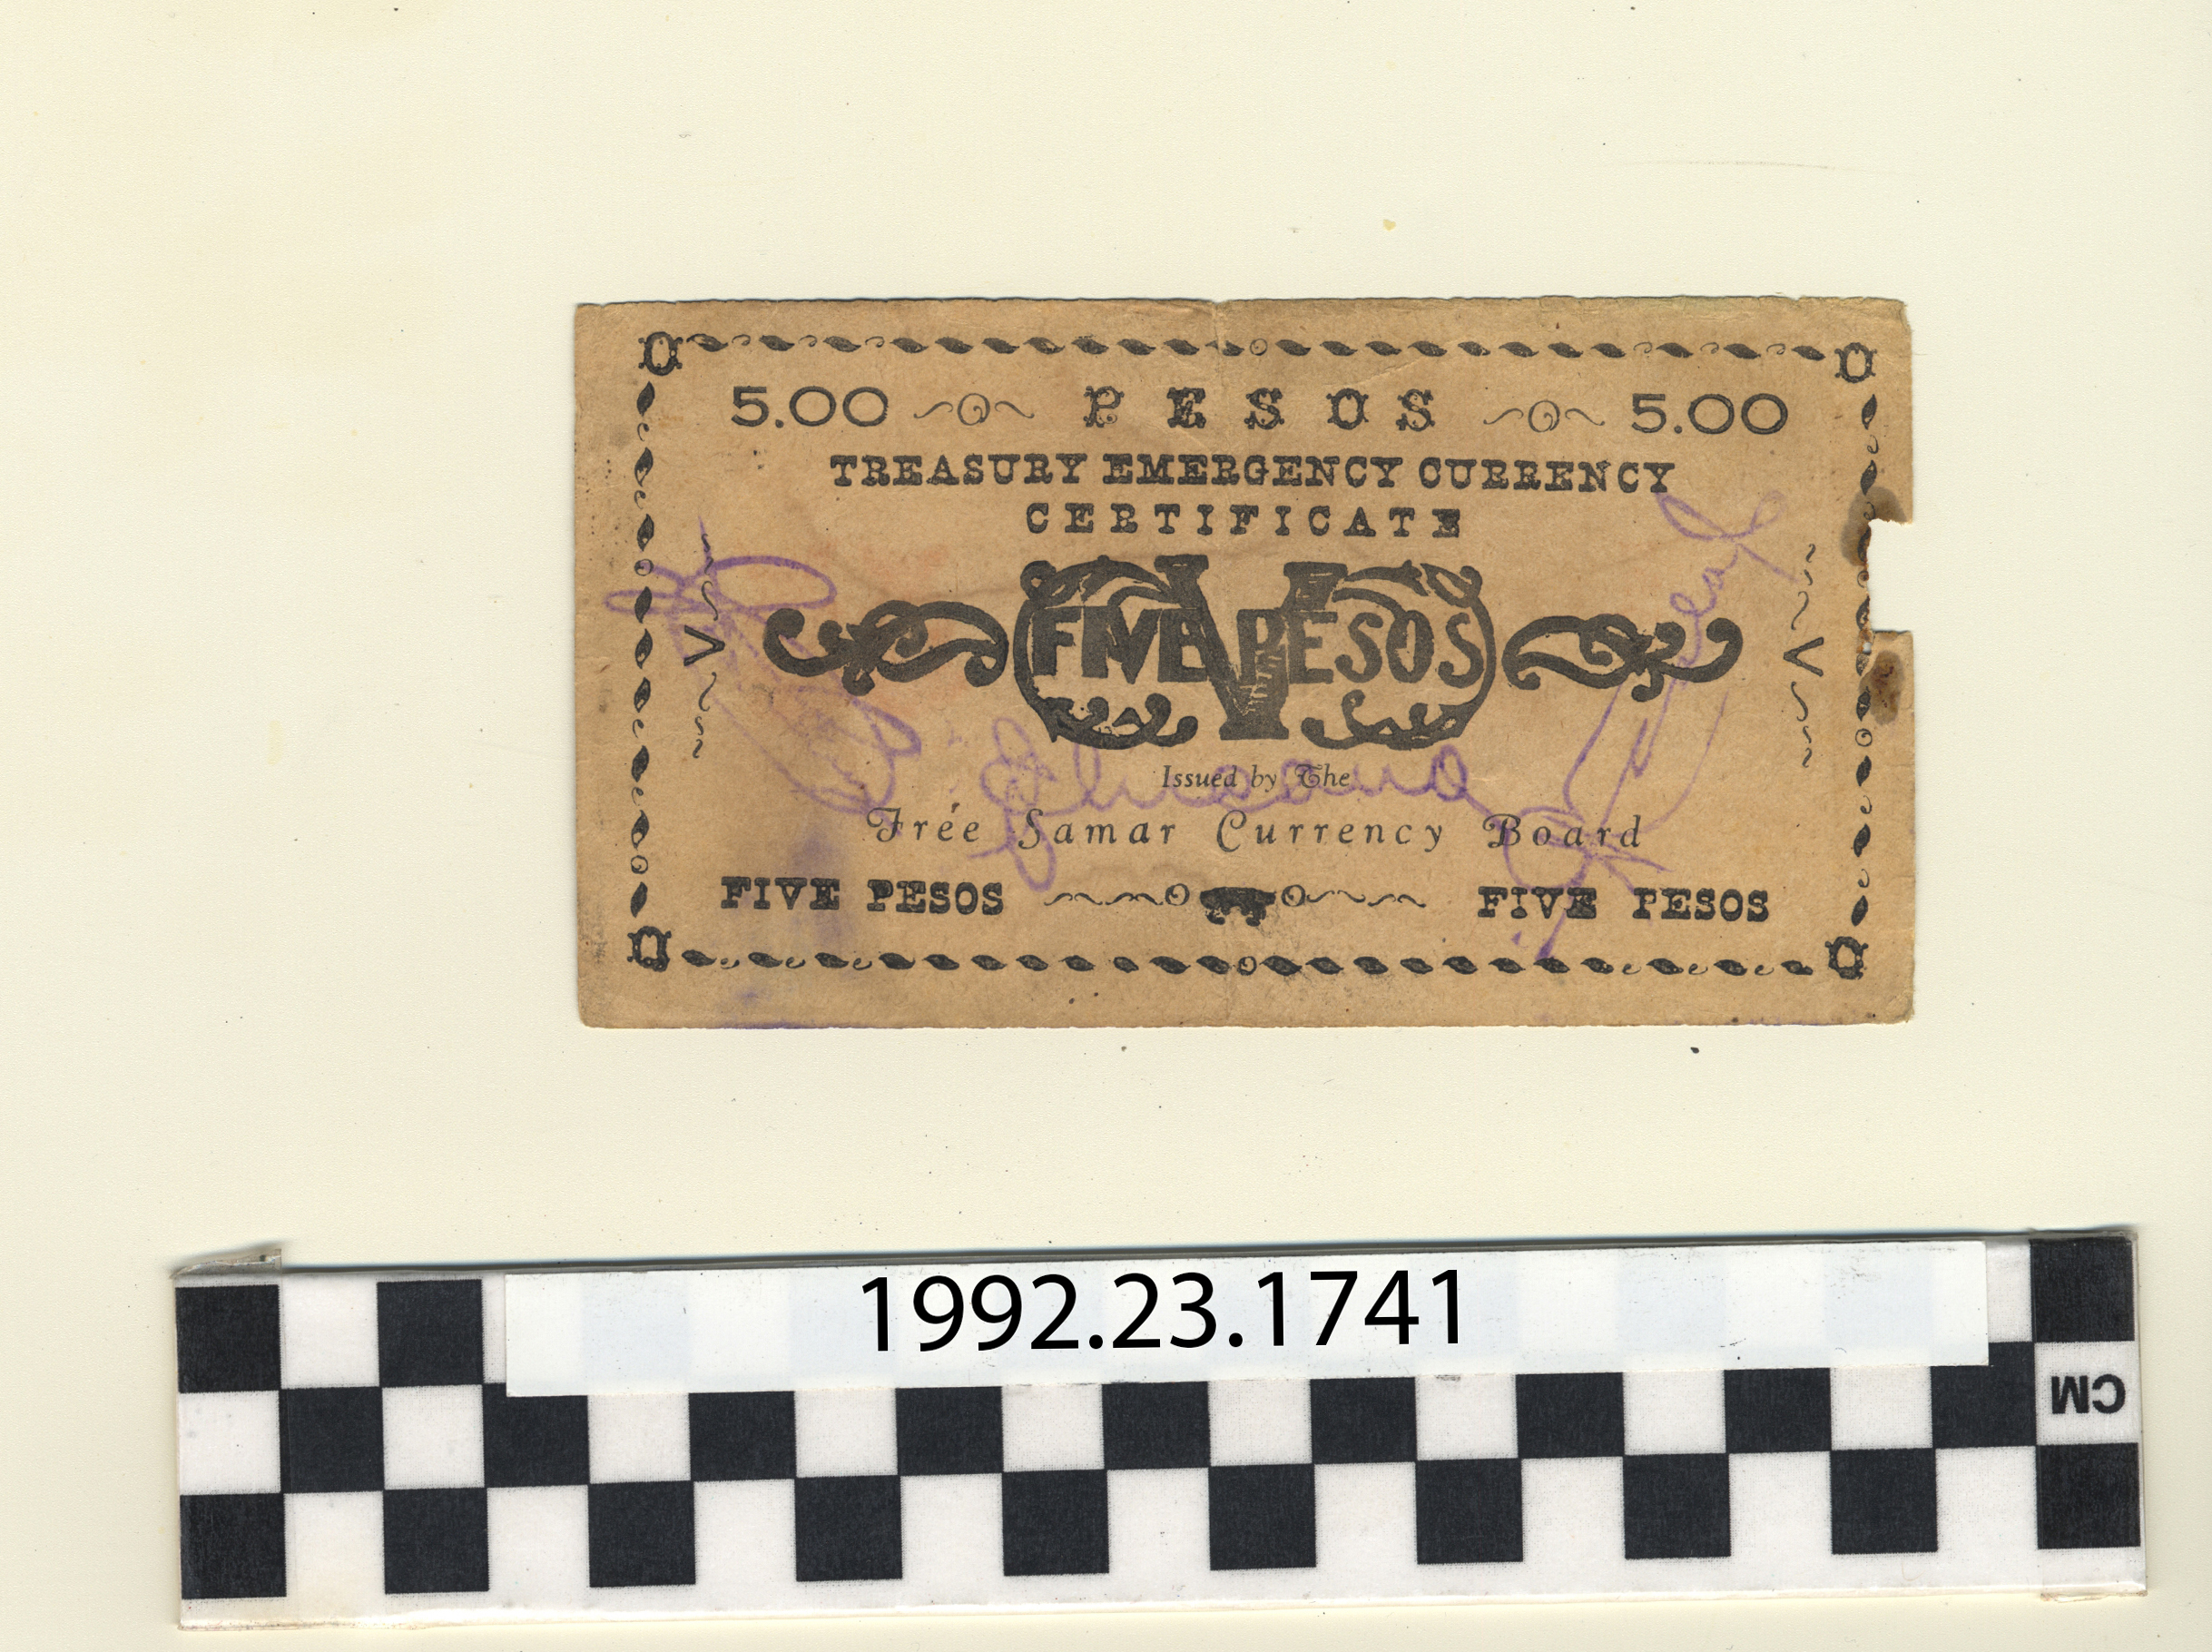 5.00 PESOS 5.00
TREASURY EMERGENCY CURRENCY
CERTIFICATE
V V
FIVE PESOS
Issued by The
Free Samar Currency Board
FIVE PESOS FIVE PESOS
1992.23.1741
CM